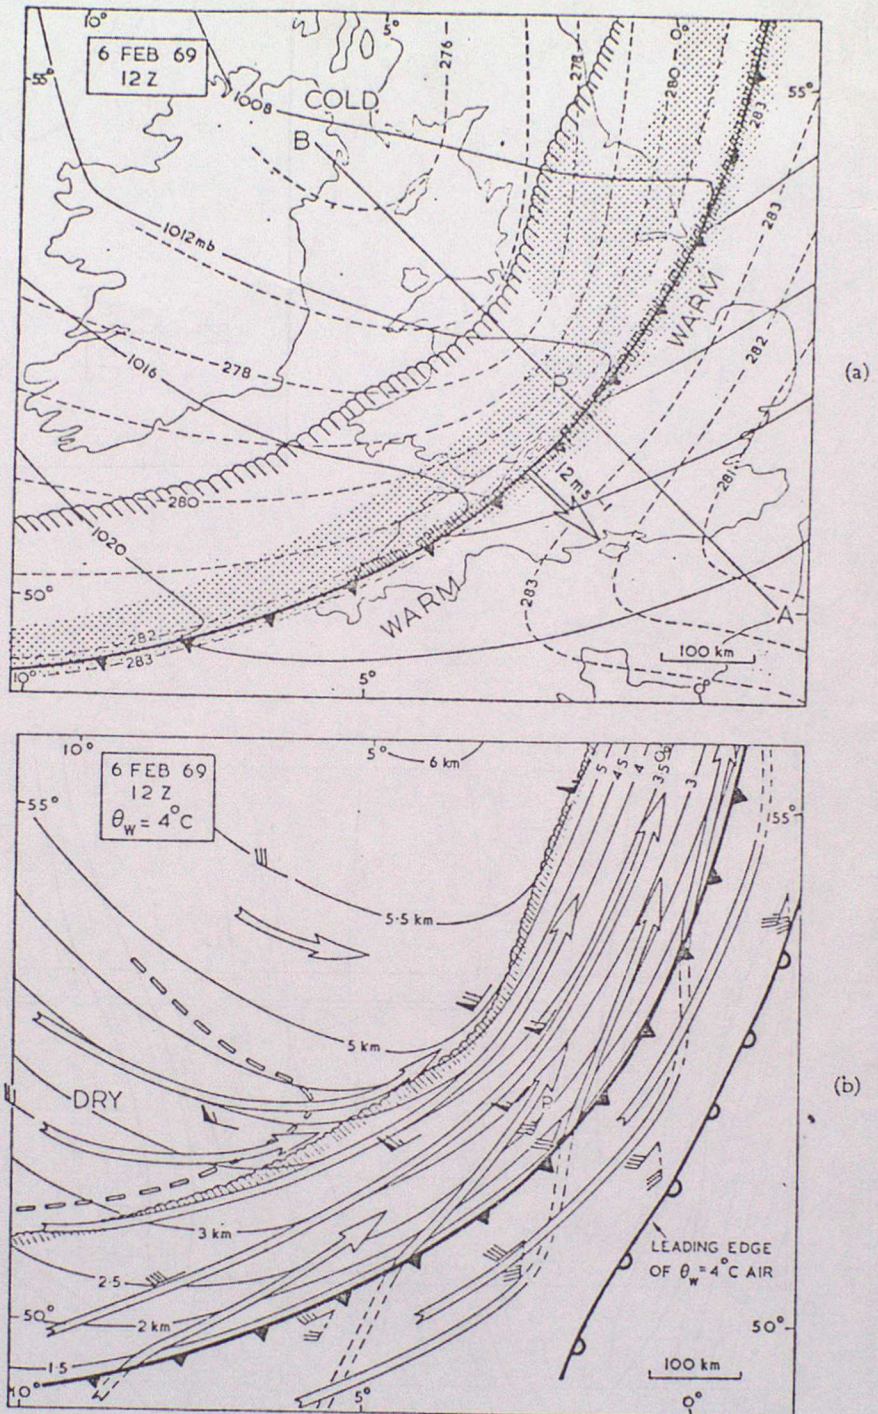 10°
5°
0°
6 FEB 69
12 Z
276
278
280
283
55°
55°
COLD
1008
B
1012mb
283
WARM
282
278
1016
P
(a)
281
280
12 ms⁻¹
1020
283
50°
WARM
A
282
283
100 km
10°
5°
0°
10°
5°
6 km
5
4·5
4
3·5
3
6 FEB 69
12 Z
θw = 4°C
55°
55°
5·5 km
5 km
(b)
DRY
P
3 km
LEADING EDGE
OF θw = 4°C AIR
2·5
50°
2 km
50°
1·5
100 km
10°
5°
0°